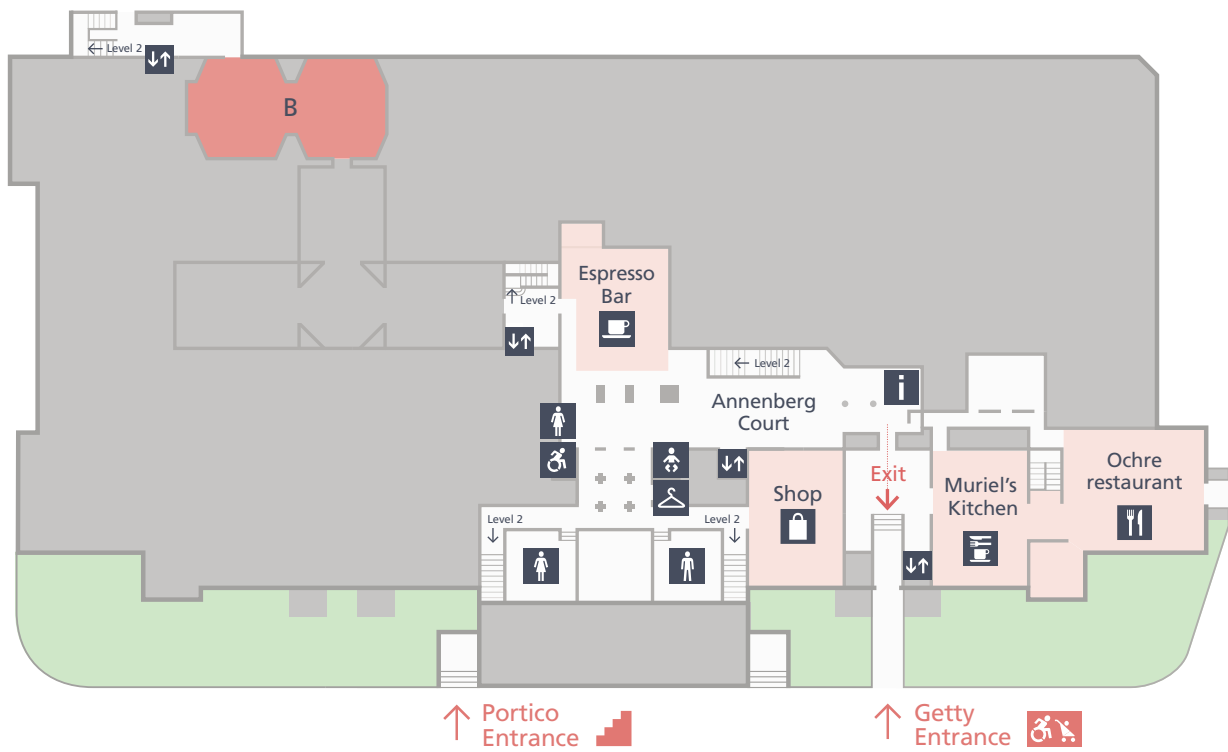 ← Level 2
B
Espresso
Bar
↑ Level 2
← Level 2
i
Annenberg
Court
Exit
Shop
Muriel's
Kitchen
Ochre
restaurant
Level 2
Level 2
Portico
Entrance
Getty
Entrance